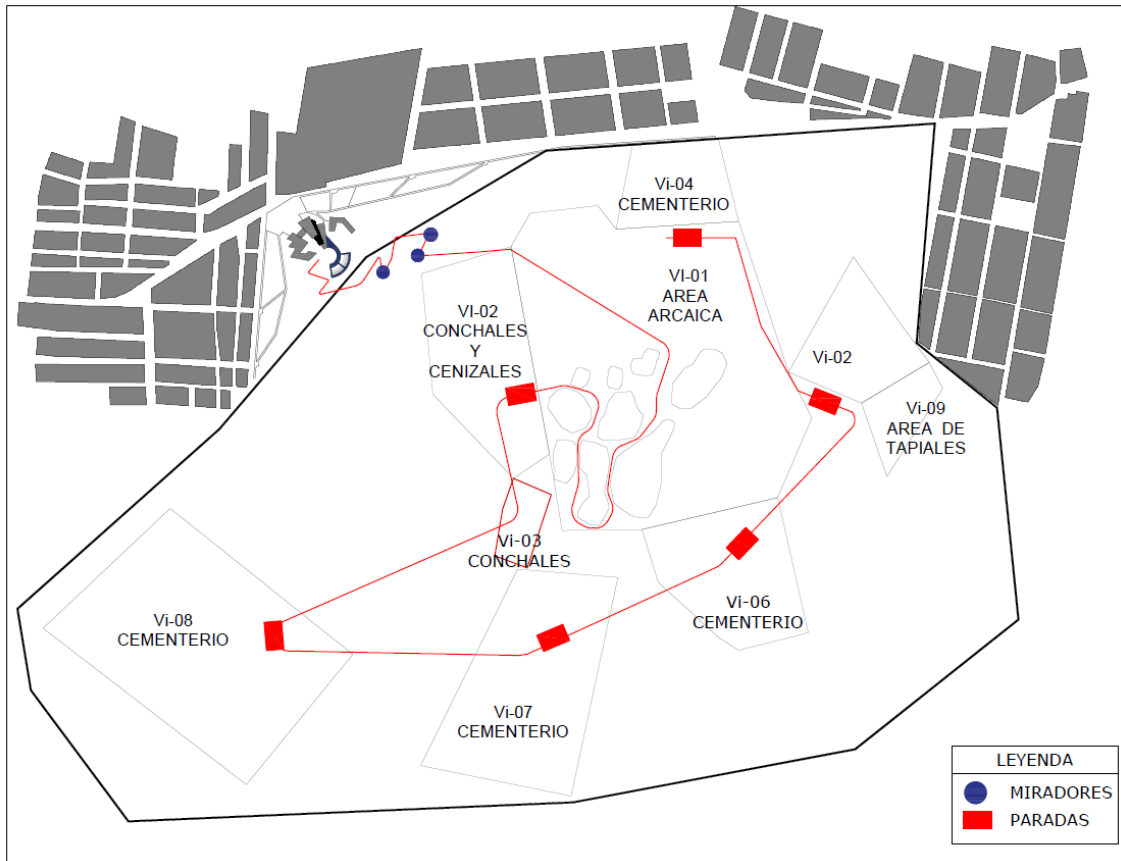 Vi-04
CEMENTERIO
VI-01
AREA
ARCAICA
VI-02
CONCHALES
Y
CENIZALES
Vi-02
Vi-09
AREA DE
TAPIALES
Vi-03
CONCHALES
Vi-06
CEMENTERIO
Vi-08
CEMENTERIO
Vi-07
CEMENTERIO
LEYENDA
MIRADORES
PARADAS